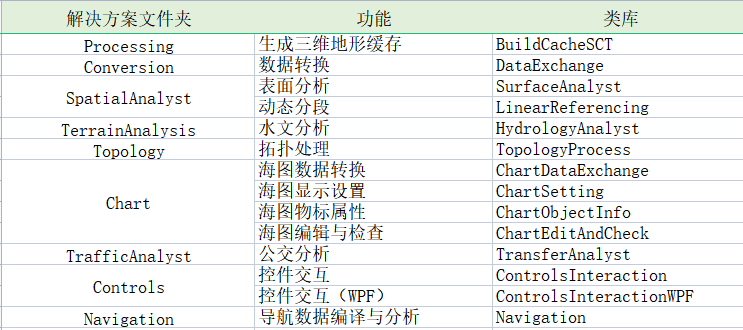 解决方案文件夹 功能 类库
Processing 生成三维地形缓存 BuildCacheSCT
Conversion 数据转换 DataExchange
SpatialAnalyst 表面分析 SurfaceAnalyst
动态分段 LinearReferencing
TerrainAnalysis 水文分析 HydrologyAnalyst
Topology 拓扑处理 TopologyProcess
Chart 海图数据转换 ChartDataExchange
海图显示设置 ChartSetting
海图物标属性 ChartObjectInfo
海图编辑与检查 ChartEditAndCheck
TrafficAnalyst 公交分析 TransferAnalyst
Controls 控件交互 ControlsInteraction
控件交互（WPF） ControlsInteractionWPF
Navigation 导航数据编译与分析 Navigation